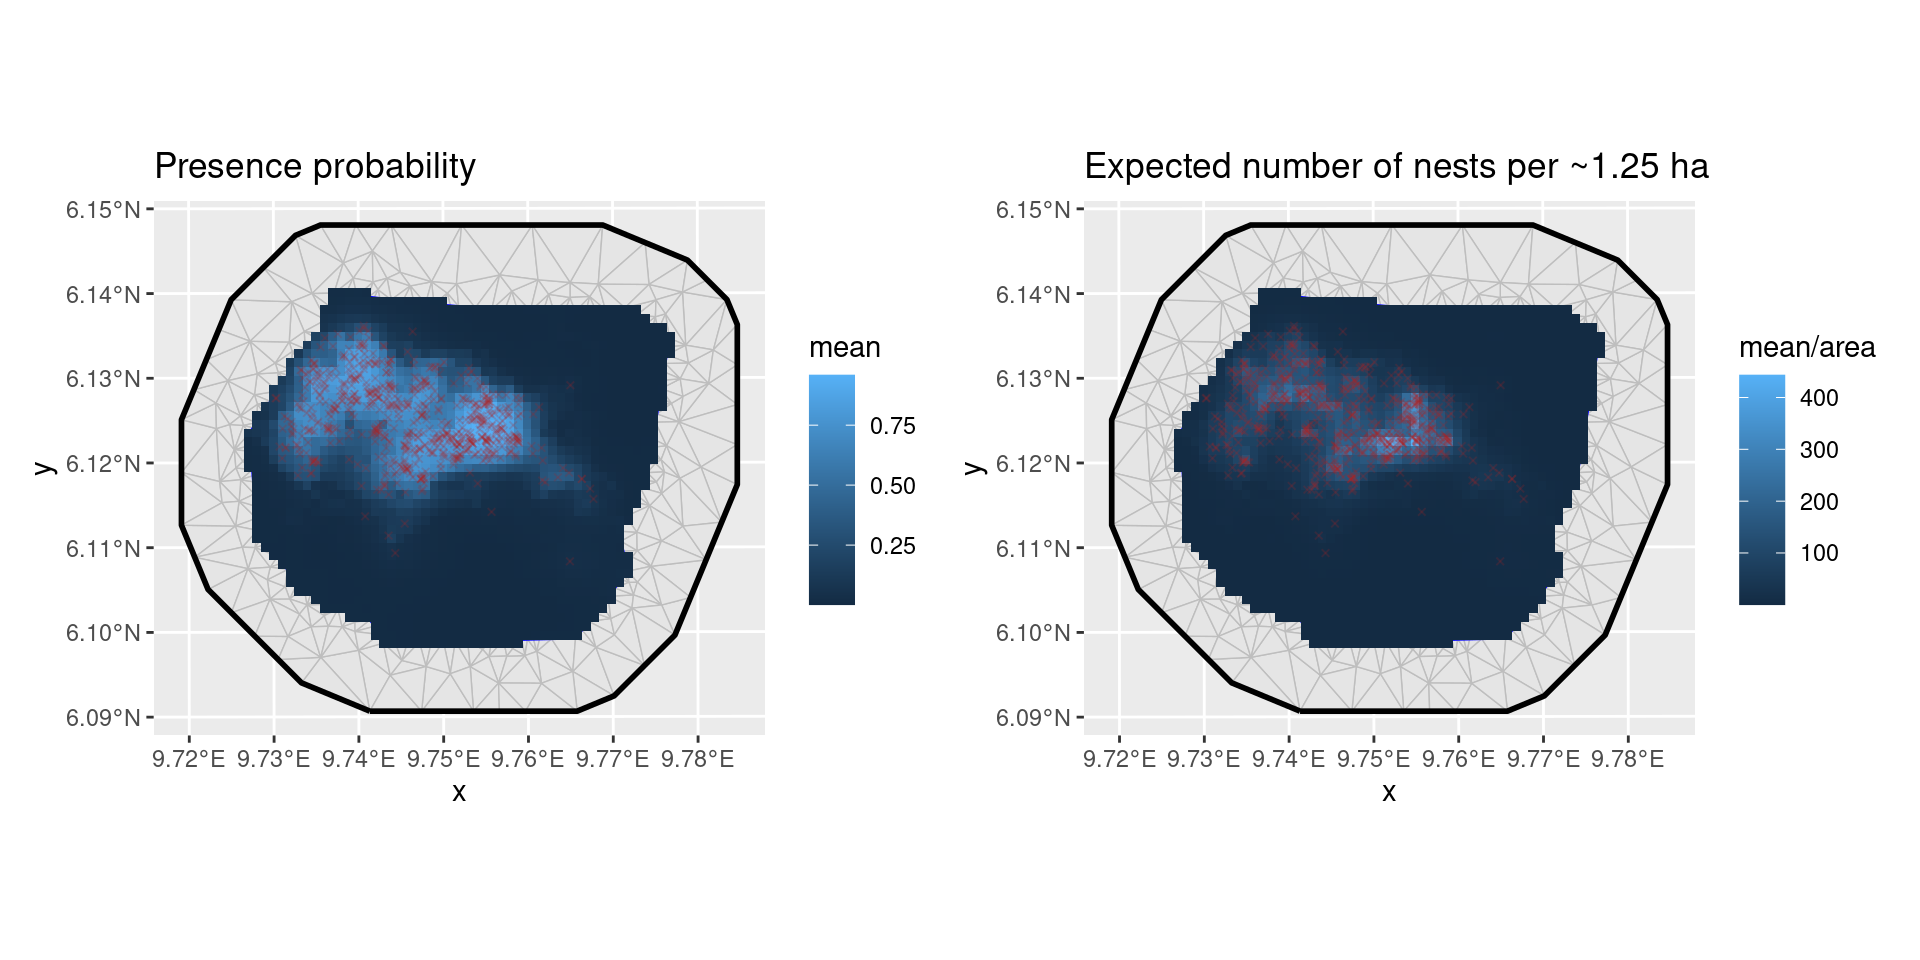 Presence probability
6.15°N
6.14°N
6.13°N
6.12°N
6.11°N
6.10°N
6.09°N
y
9.72°E 9.73°E 9.74°E 9.75°E 9.76°E 9.77°E 9.78°E
x
mean
0.75
0.50
0.25
Expected number of nests per ~1.25 ha
6.15°N
6.14°N
6.13°N
6.12°N
6.11°N
6.10°N
6.09°N
y
9.72°E 9.73°E 9.74°E 9.75°E 9.76°E 9.77°E 9.78°E
x
mean/area
400
300
200
100